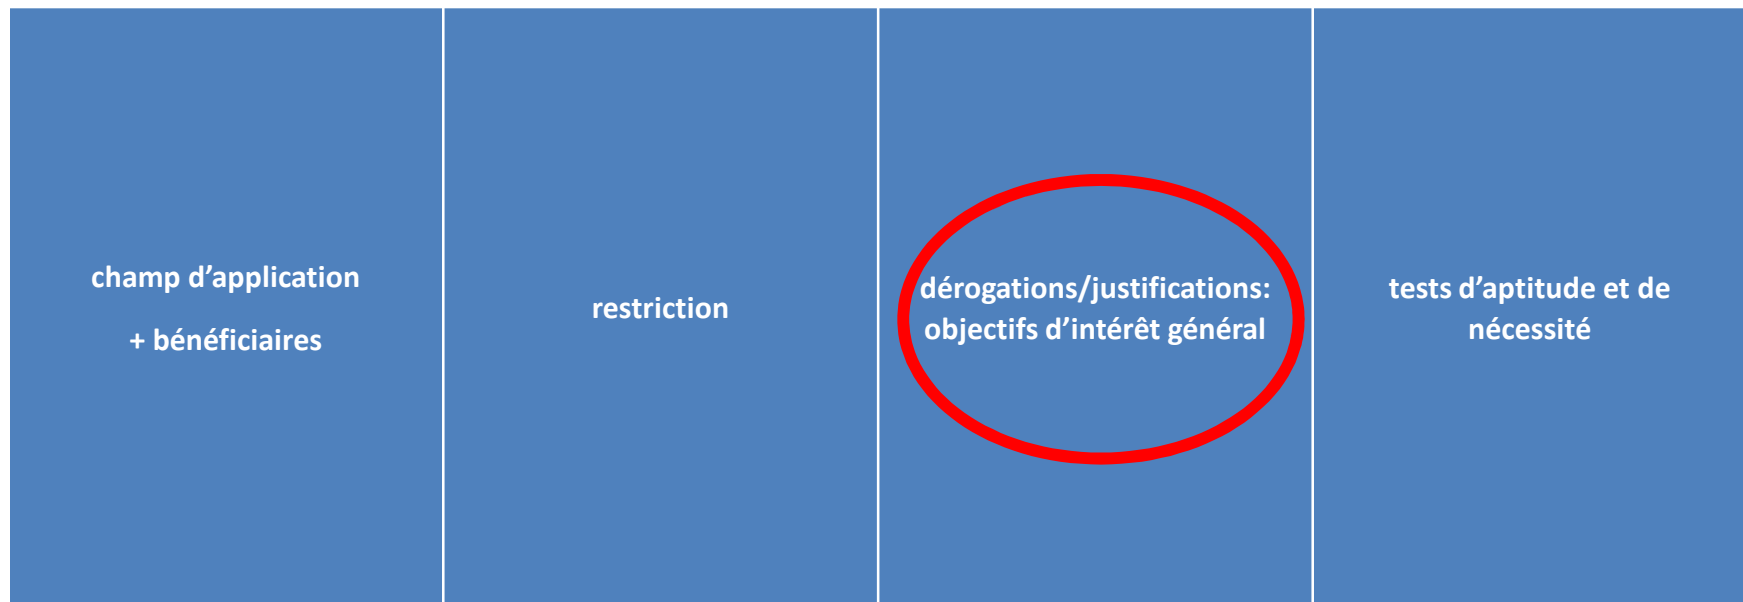 champ d’application
+ bénéficiaires
restriction
dérogations/justifications:
objectifs d’intérêt général
tests d’aptitude et de
nécessité